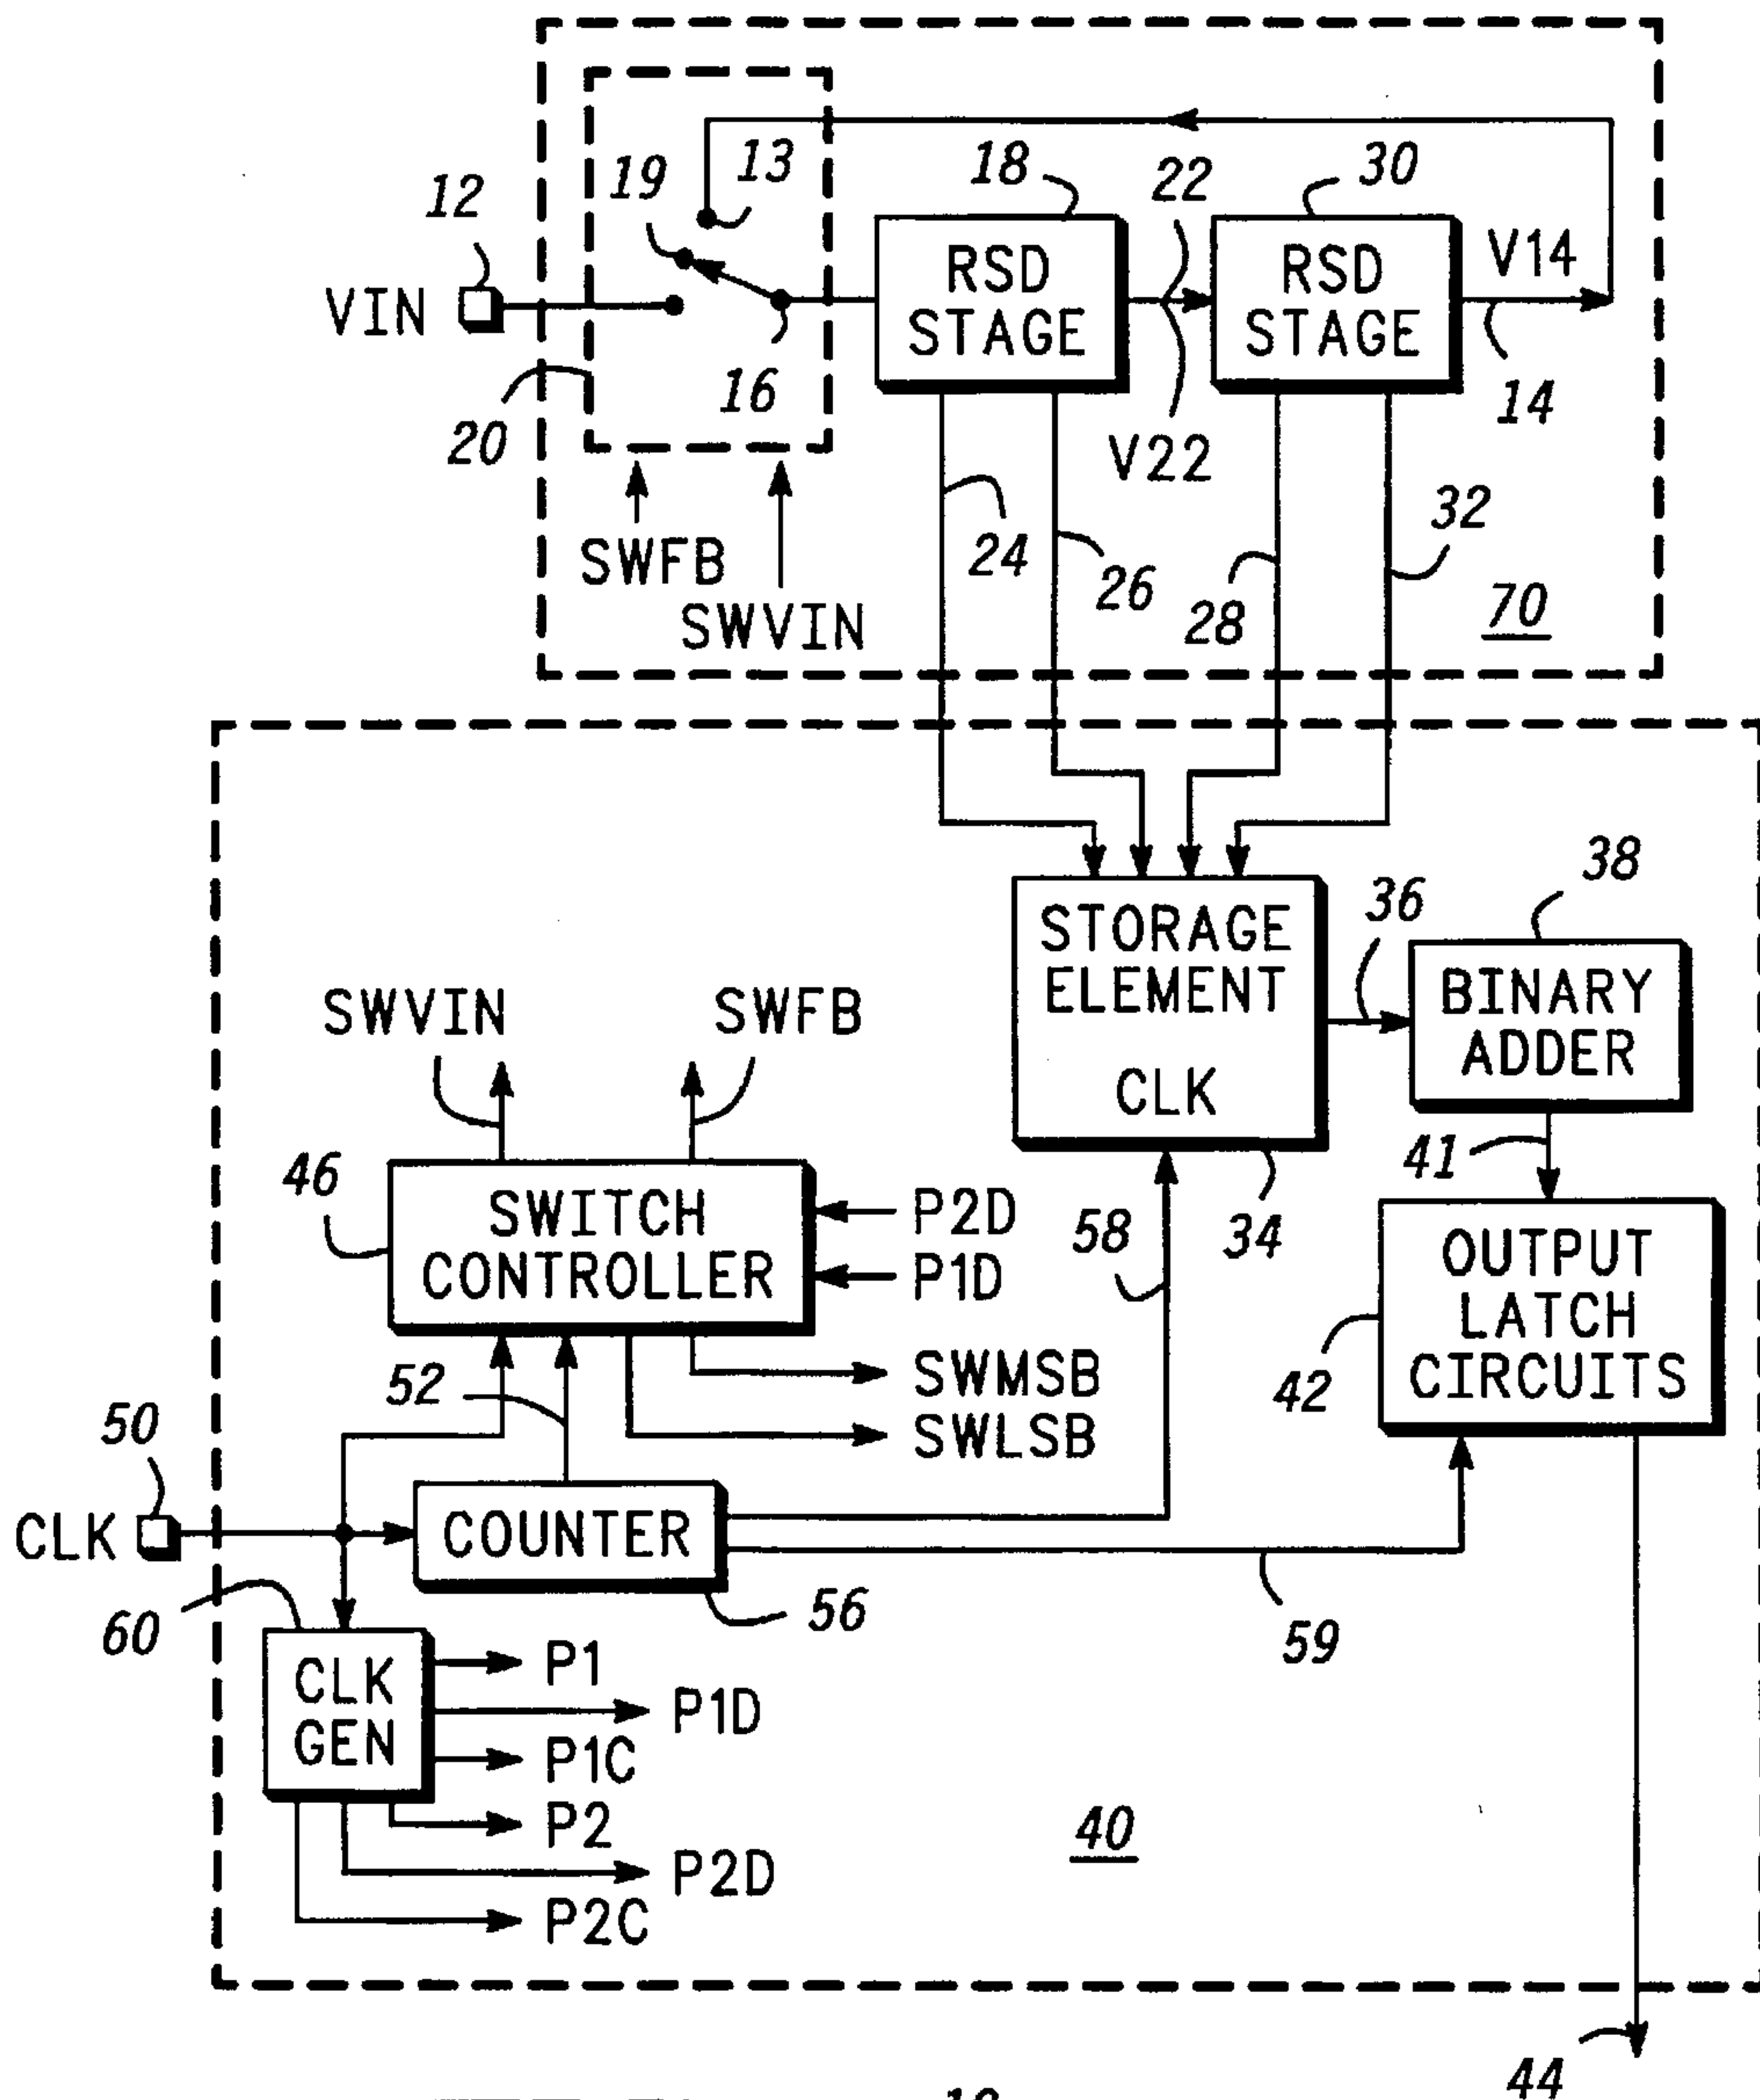 13
19
18
22
30
12
VIN
RSD
STAGE
RSD
STAGE
V14
20
16
V22
14
SWFB
SWVIN
24
26
28
32
70
38
36
STORAGE
ELEMENT
CLK
BINARY
ADDER
SWVIN
SWFB
41
46
SWITCH
CONTROLLER
P2D
P1D
58
34
OUTPUT
LATCH
CIRCUITS
42
52
SWMSB
SWLSB
50
CLK
COUNTER
56
59
60
CLK
GEN
P1
P1D
P1C
P2
P2D
P2C
40
44